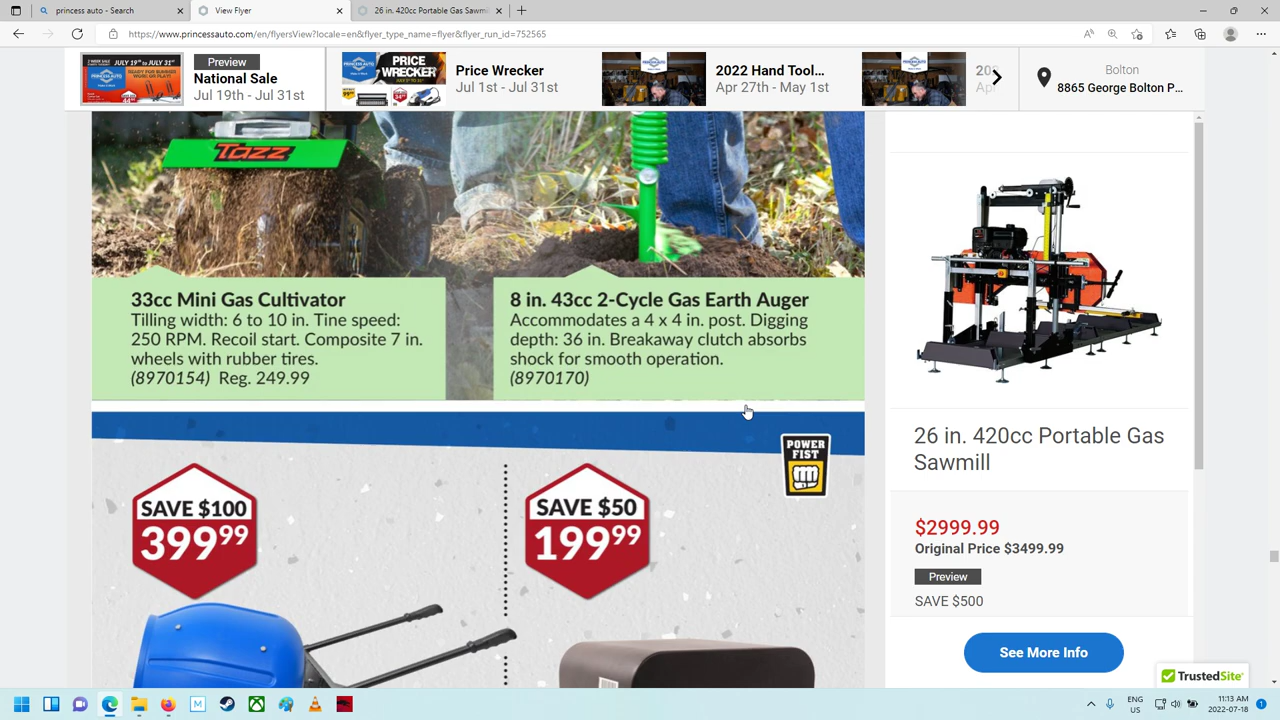 princess auto - Search
View Flyer
26 in. 420cc Portable Gas Sawmi
https://www.princessauto.com/en/flyersView?locale=en&flyer_type_name=flyer&flyer_run_id=752565
Preview
National Sale
Jul 19th - Jul 31st
JULY 19TH to JULY 31ST
PRICE WRECKER
Price Wrecker
Jul 1st - Jul 31st
2022 Hand Tool...
Apr 27th - May 1st
Bolton
8865 George Bolton P...
Tazz
33cc Mini Gas Cultivator
Tilling width: 6 to 10 in. Tine speed:
250 RPM. Recoil start. Composite 7 in.
wheels with rubber tires.
(8970154) Reg. 249.99
8 in. 43cc 2-Cycle Gas Earth Auger
Accommodates a 4 x 4 in. post. Digging
depth: 36 in. Breakaway clutch absorbs
shock for smooth operation.
(8970170)
POWER
FIST
SAVE $100
399 99
SAVE $50
199 99
26 in. 420cc Portable Gas
Sawmill
$2999.99
Original Price $3499.99
Preview
SAVE $500
See More Info
TrustedSite
ENG
US
11:13 AM
2022-07-18